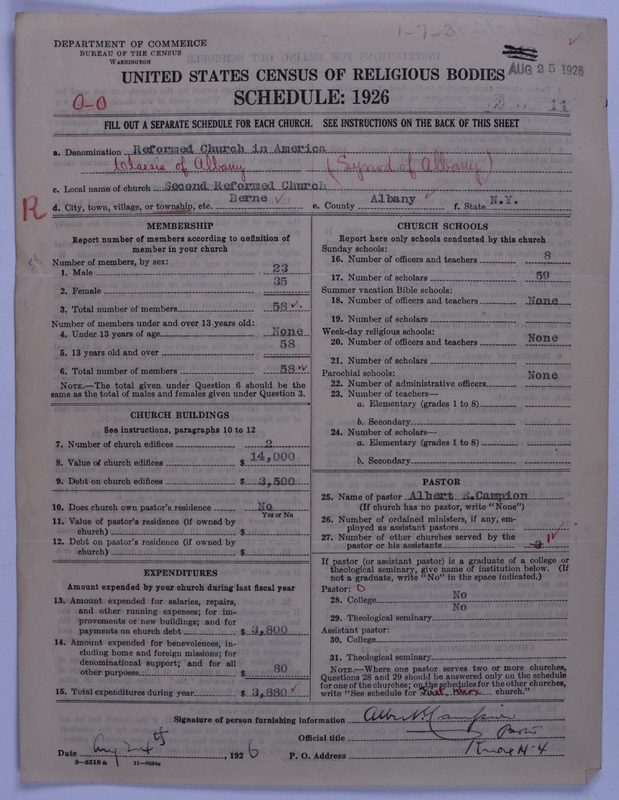 1-7-3
DEPARTMENT OF COMMERCE
BUREAU OF THE CENSUS
WASHINGTON
AUG 25 1926
UNITED STATES CENSUS OF RELIGIOUS BODIES
SCHEDULE: 1926
0-0
11
FILL OUT A SEPARATE SCHEDULE FOR EACH CHURCH. SEE INSTRUCTIONS ON THE BACK OF THIS SHEET
a. Denomination Reformed Church in America
Classis of Albany (Synod of Albany)
c. Local name of church Second Reformed Church
R
d. City, town, village, or township, etc. Berne e. County Albany f. State N.Y.
MEMBERSHIP
Report number of members according to definition of
member in your church
Number of members, by sex:
1. Male 23
2. Female 35
3. Total number of members 58
Number of members under and over 13 years old:
4. Under 13 years of age None
5. 13 years old and over 58
6. Total number of members 58
NOTE.—The total given under Question 6 should be the
same as the total of males and females given under Question 3.
CHURCH BUILDINGS
See instructions, paragraphs 10 to 12
7. Number of church edifices 2
8. Value of church edifices $ 14,000
9. Debt on church edifices $ 3,500
10. Does church own pastor's residence No
Yes or No
11. Value of pastor's residence (if owned by
church) $
12. Debt on pastor's residence (if owned by
church) $
EXPENDITURES
Amount expended by your church during last fiscal year
13. Amount expended for salaries, repairs,
and other running expenses; for im-
provements or new buildings; and for
payments on church debt $ 3,800
14. Amount expended for benevolences, in-
cluding home and foreign missions; for
denominational support; and for all
other purposes $ 80
15. Total expenditures during year $ 3,880
CHURCH SCHOOLS
Report here only schools conducted by this church
Sunday schools:
16. Number of officers and teachers 8
17. Number of scholars 59
Summer vacation Bible schools:
18. Number of officers and teachers None
19. Number of scholars
Week-day religious schools:
20. Number of officers and teachers None
21. Number of scholars
Parochial schools:
22. Number of administrative officers None
23. Number of teachers—
a. Elementary (grades 1 to 8)
b. Secondary
24. Number of scholars—
a. Elementary (grades 1 to 8)
b. Secondary
PASTOR
25. Name of pastor Albert E.Campion
(If church has no pastor, write "None")
26. Number of ordained ministers, if any, em-
ployed as assistant pastors
27. Number of other churches served by the
pastor or his assistants 1
If pastor (or assistant pastor) is a graduate of a college or
theological seminary, give name of institution below. (If
not a graduate, write "No" in the space indicated.)
Pastor: 0
28. College No
29. Theological seminary No
Assistant pastor:
30. College
31. Theological seminary
NOTE.—Where one pastor serves two or more churches,
Questions 28 and 29 should be answered only on the schedule
for one of the churches; on the schedules for the other churches,
write "See schedule for First, Knox church."
Signature of person furnishing information Albert E. Campion
Official title Pastor
Date Aug 24th, 1926 P. O. Address Knox N-Y
8-5518 a